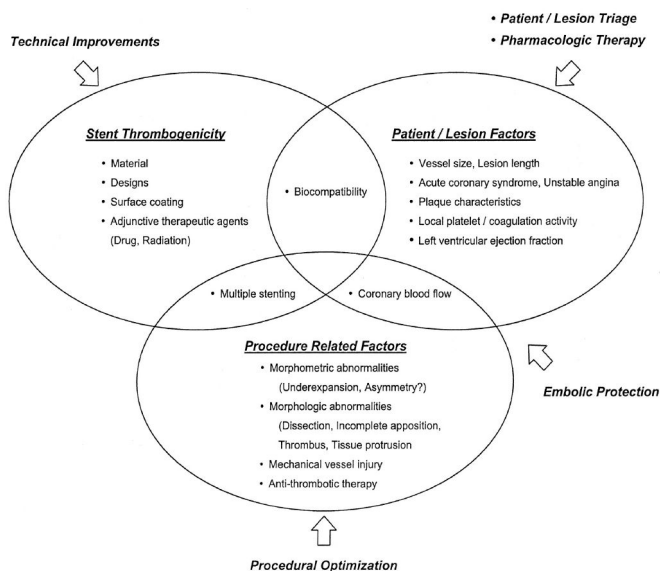 • Patient / Lesion Triage
Technical Improvements
• Pharmacologic Therapy
Stent Thrombogenicity
• Material
• Designs
• Surface coating
• Adjunctive therapeutic agents
(Drug, Radiation)
• Biocompatibility
Patient / Lesion Factors
• Vessel size, Lesion length
• Acute coronary syndrome, Unstable angina
• Plaque characteristics
• Local platelet / coagulation activity
• Left ventricular ejection fraction
• Multiple stenting
• Coronary blood flow
Procedure Related Factors
• Morphometric abnormalities
(Underexpansion, Asymmetry?)
• Morphologic abnormalities
(Dissection, Incomplete apposition,
Thrombus, Tissue protrusion
• Mechanical vessel injury
• Anti-thrombotic therapy
Embolic Protection
Procedural Optimization